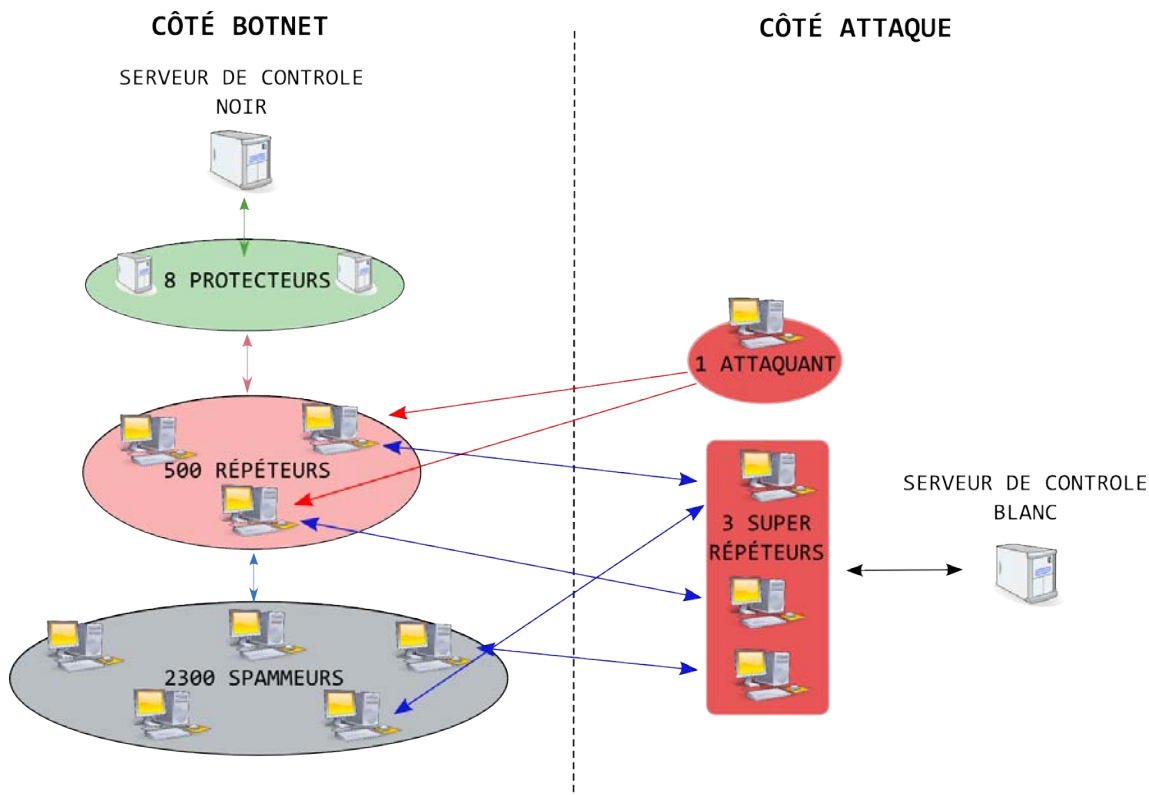 CÔTÉ BOTNET
CÔTÉ ATTAQUE
SERVEUR DE CONTROLE
NOIR
8 PROTECTEURS
1 ATTAQUANT
500 RÉPÉTEURS
3 SUPER
RÉPÉTEURS
SERVEUR DE CONTROLE
BLANC
2300 SPAMMEURS